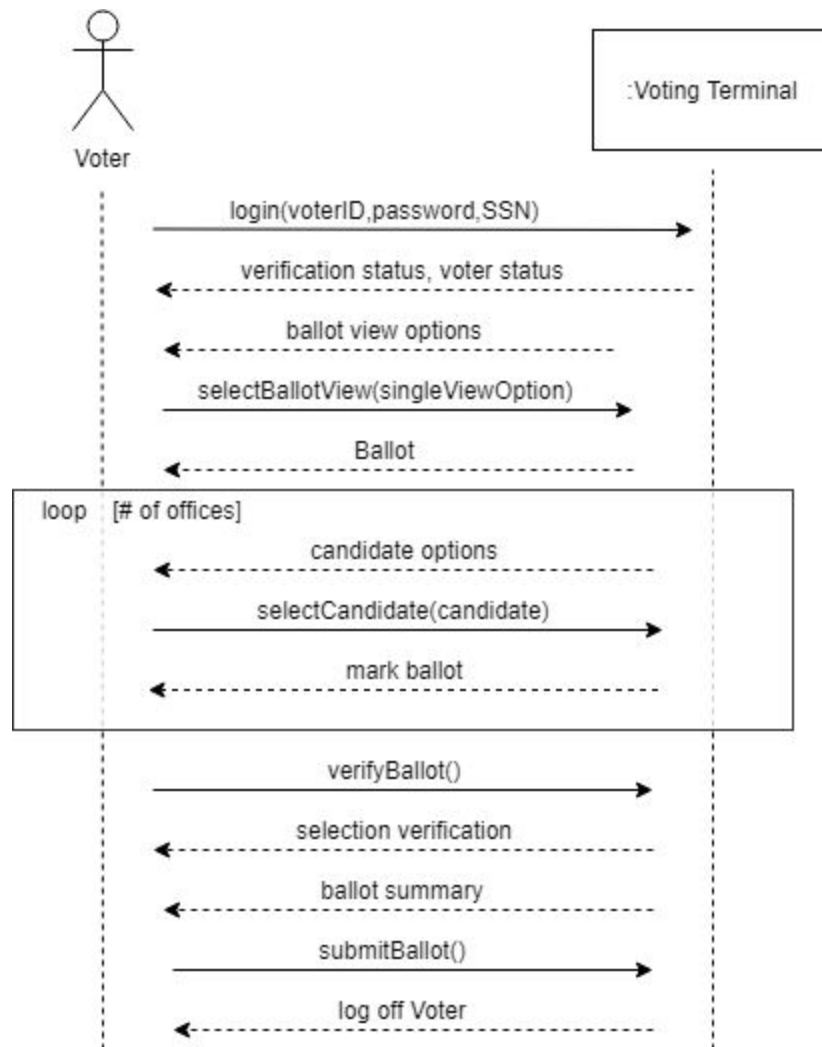 :Voting Terminal
Voter
login(voterID,password,SSN)
verification status, voter status
ballot view options
selectBallotView(singleViewOption)
Ballot
loop [# of offices]
candidate options
selectCandidate(candidate)
mark ballot
verifyBallot()
selection verification
ballot summary
submitBallot()
log off Voter